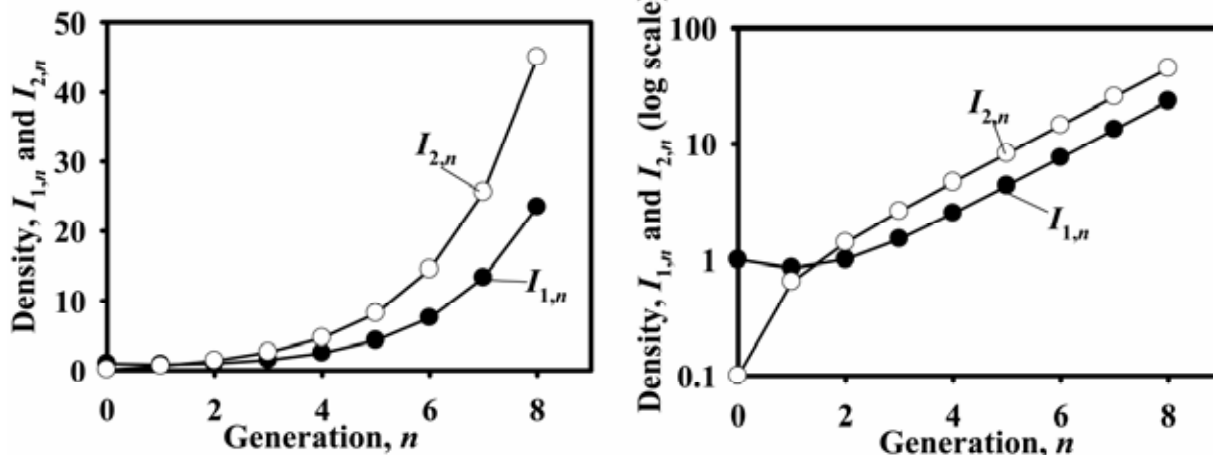 Density, I1,n and I2,n
50
40
30
20
10
0
I2,n
I1,n
0 2 4 6 8
Generation, n
Density, I1,n and I2,n (log scale)
100
10
1
0.1
I2,n
I1,n
0 2 4 6 8
Generation, n